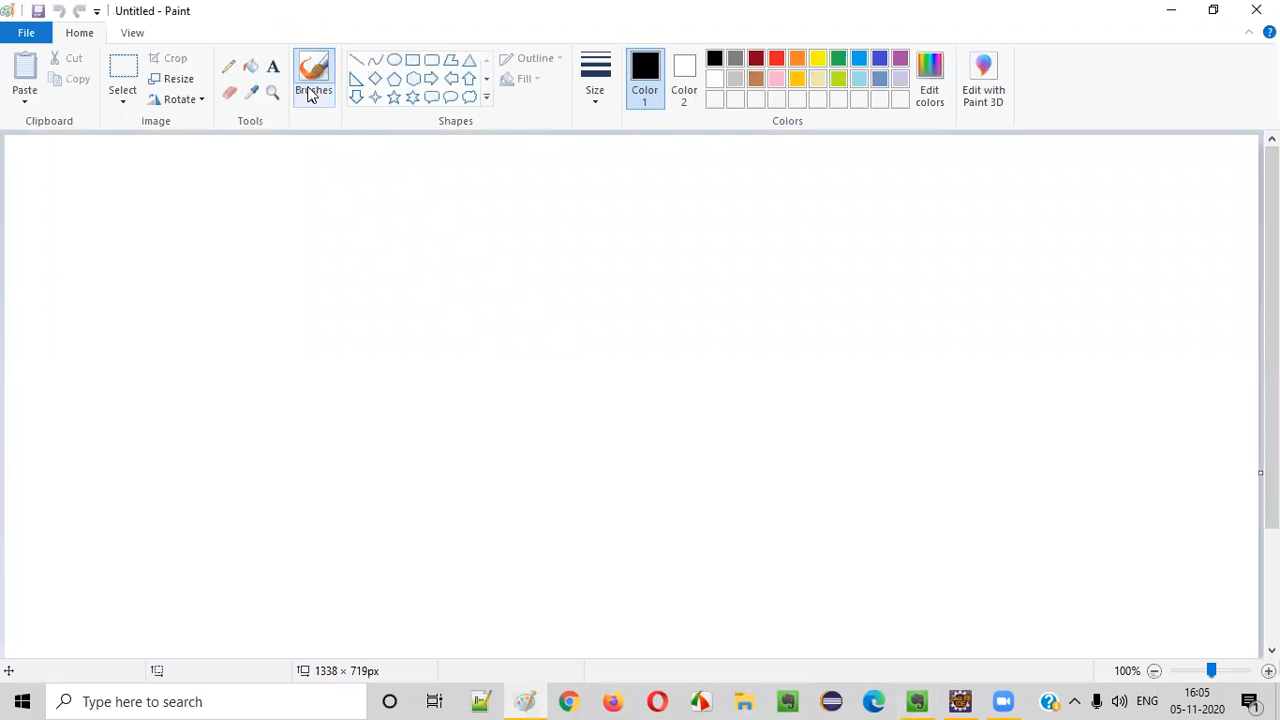 Untitled - Paint
File Home View
Paste
Cut
Copy
Clipboard
Select
Crop
Resize
Rotate
Image
A
Tools
Brushes
Shapes
Outline
Fill
Size
Color 1
Color 2
Colors
Edit colors
Edit with Paint 3D
1338 × 719px
100%
Type here to search
ENG
16:05
05-11-2020